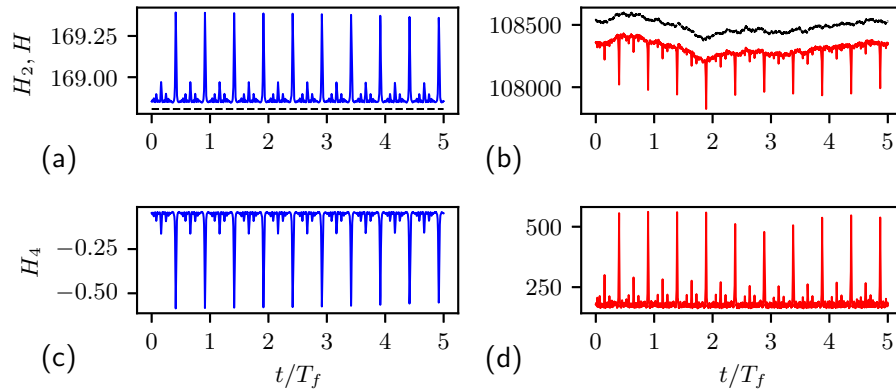 H₂, H
169.25
169.00
0 1 2 3 4 5
(a)
108500
108000
0 1 2 3 4 5
(b)
H₄
−0.25
−0.50
0 1 2 3 4 5
(c)
t/T_f
500
250
0 1 2 3 4 5
(d)
t/T_f